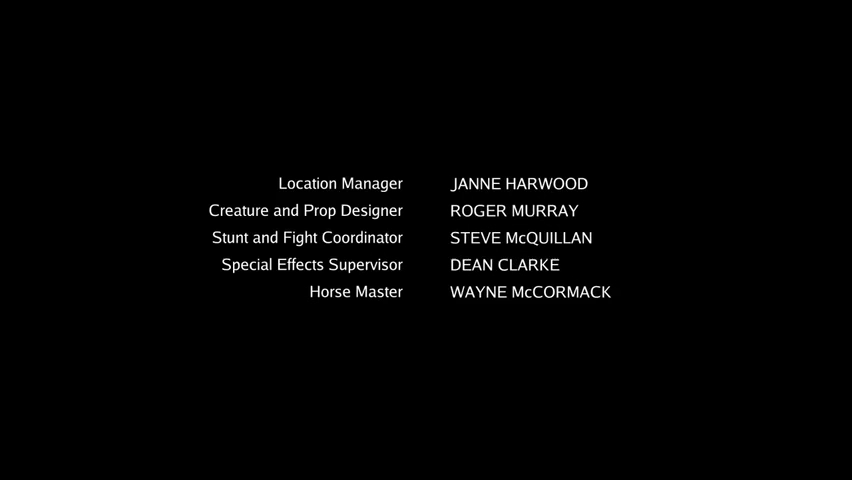 Location Manager JANNE HARWOOD
Creature and Prop Designer ROGER MURRAY
Stunt and Fight Coordinator STEVE McQUILLAN
Special Effects Supervisor DEAN CLARKE
Horse Master WAYNE McCORMACK